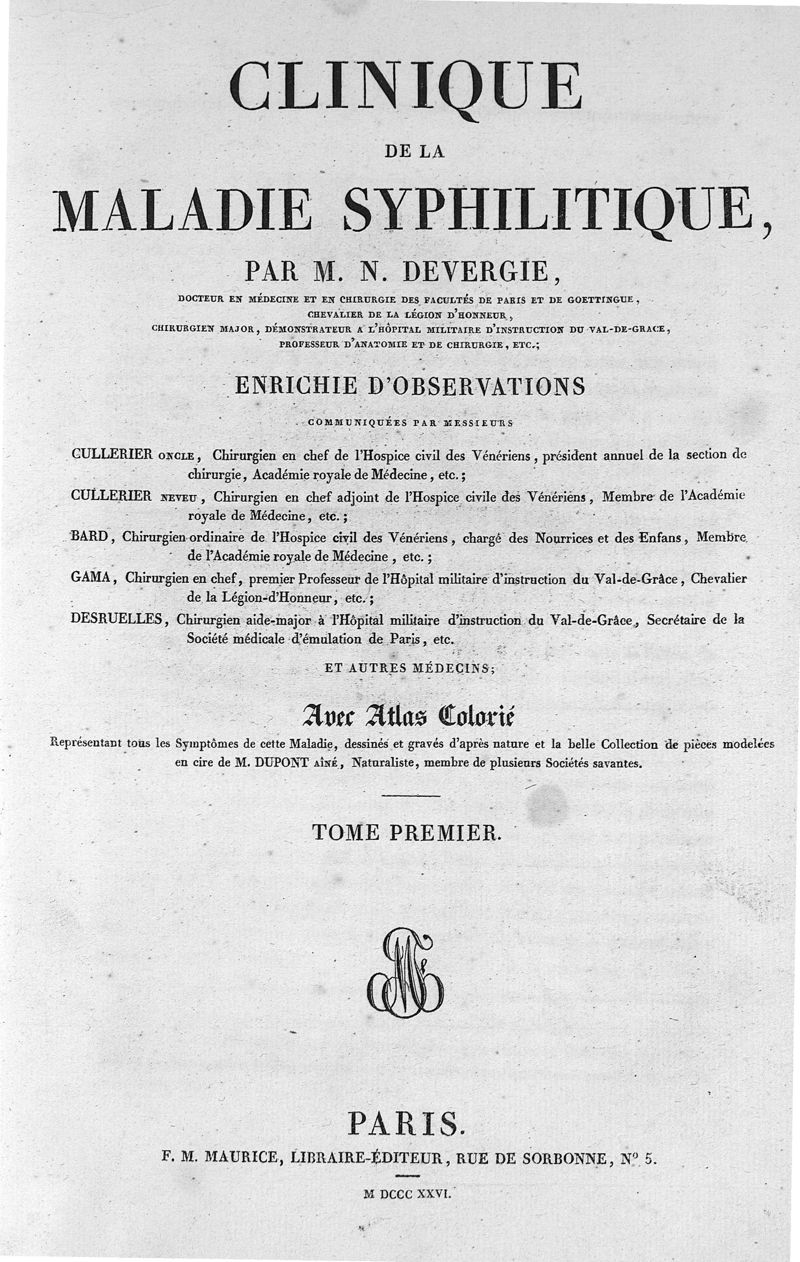 CLINIQUE
DE LA
MALADIE SYPHILITIQUE,
PAR M. N. DEVERGIE,
DOCTEUR EN MÉDECINE ET EN CHIRURGIE DES FACULTÉS DE PARIS ET DE GOETTINGUE,
CHEVALIER DE LA LÉGION D'HONNEUR,
CHIRURGIEN MAJOR, DÉMONSTRATEUR A L'HÔPITAL MILITAIRE D'INSTRUCTION DU VAL-DE-GRACE,
PROFESSEUR D'ANATOMIE ET DE CHIRURGIE, ETC.;
ENRICHIE D'OBSERVATIONS
COMMUNIQUÉES PAR MESSIEURS
CULLERIER ONCLE, Chirurgien en chef de l'Hospice civil des Vénériens, président annuel de la section de
chirurgie, Académie royale de Médecine, etc.;
CULLERIER NEVEU, Chirurgien en chef adjoint de l'Hospice civile des Vénériens, Membre de l'Académie
royale de Médecine, etc.;
BARD, Chirurgien ordinaire de l'Hospice civil des Vénériens, chargé des Nourrices et des Enfans, Membre
de l'Académie royale de Médecine, etc.;
GAMA, Chirurgien en chef, premier Professeur de l'Hôpital militaire d'instruction du Val-de-Grâce, Chevalier
de la Légion-d'Honneur, etc.;
DESRUELLES, Chirurgien aide-major à l'Hôpital militaire d'instruction du Val-de-Grâce, Secrétaire de la
Société médicale d'émulation de Paris, etc.
ET AUTRES MÉDECINS;
Avec Atlas Colorié
Représentant tous les Symptômes de cette Maladie, dessinés et gravés d'après nature et la belle Collection de pièces modelées
en cire de M. DUPONT AÎNÉ, Naturaliste, membre de plusieurs Sociétés savantes.
TOME PREMIER.
PARIS.
F. M. MAURICE, LIBRAIRE-ÉDITEUR, RUE DE SORBONNE, Nº 5.
M DCCC XXVI.